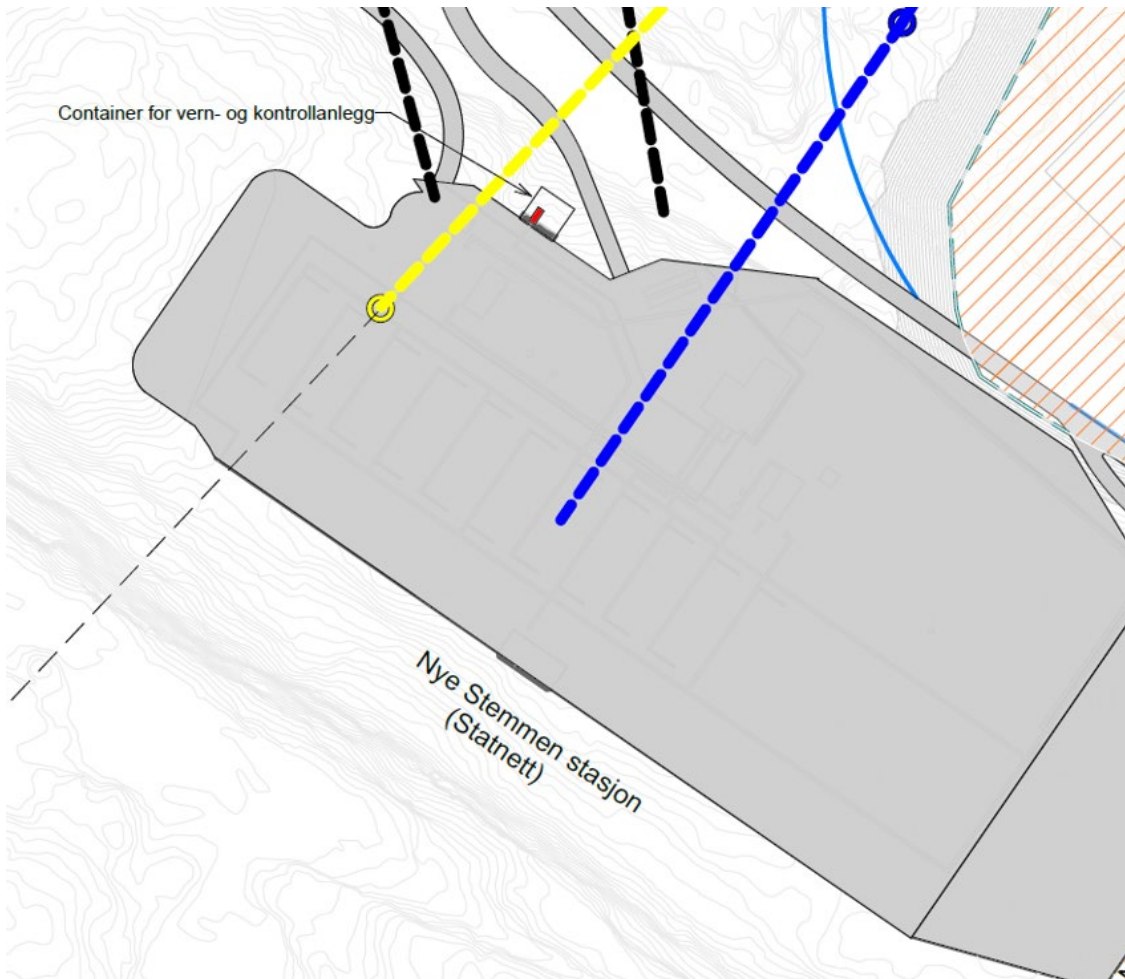 Container for vern- og kontrollanlegg
Nye Stemmen stasjon
(Statnett)